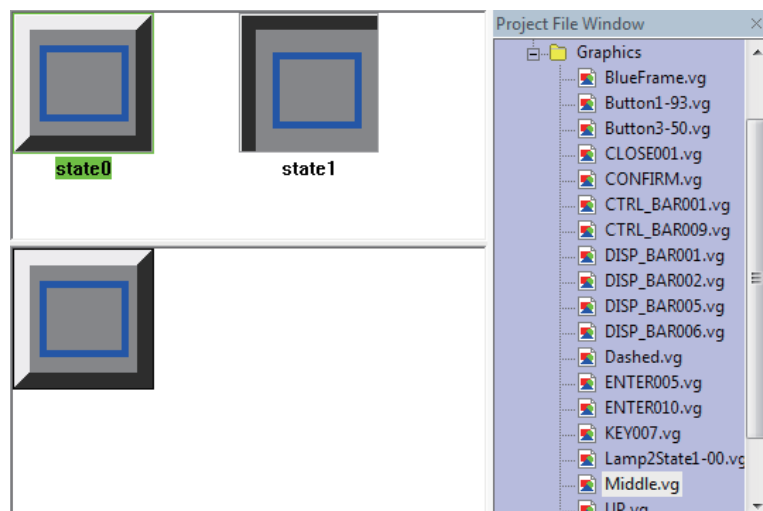 state0
state1
Project File Window
Graphics
BlueFrame.vg
Button1-93.vg
Button3-50.vg
CLOSE001.vg
CONFIRM.vg
CTRL_BAR001.vg
CTRL_BAR009.vg
DISP_BAR001.vg
DISP_BAR002.vg
DISP_BAR005.vg
DISP_BAR006.vg
Dashed.vg
ENTER005.vg
ENTER010.vg
KEY007.vg
Lamp2State1-00.vg
Middle.vg
UP.vg